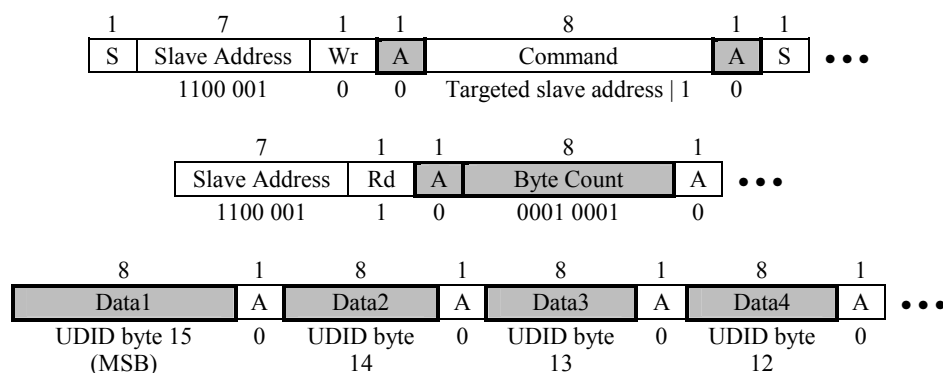 1 7 1 1 8 1 1
S Slave Address Wr A Command A S •••
1100 001 0 0 Targeted slave address | 1 0
7 1 1 8 1
Slave Address Rd A Byte Count A •••
1100 001 1 0 0001 0001 0
8 1 8 1 8 1 8 1
Data1 A Data2 A Data3 A Data4 A •••
UDID byte 15 0 UDID byte 0 UDID byte 0 UDID byte 0
(MSB) 14 13 12